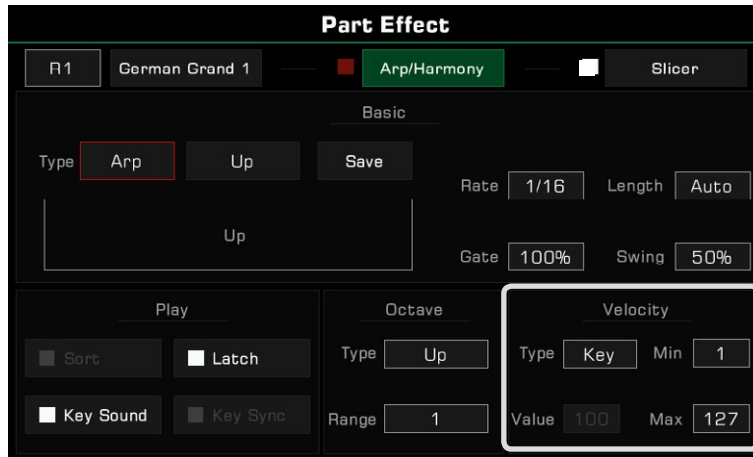 Part Effect
R1 German Grand 1 Arp/Harmony Slicer
Basic
Type Arp Up Save
Rate 1/16 Length Auto
Up
Gate 100% Swing 50%
Play Octave Velocity
Sort Latch Type Up Type Key Min 1
Key Sound Key Sync Range 1 Value 100 Max 127